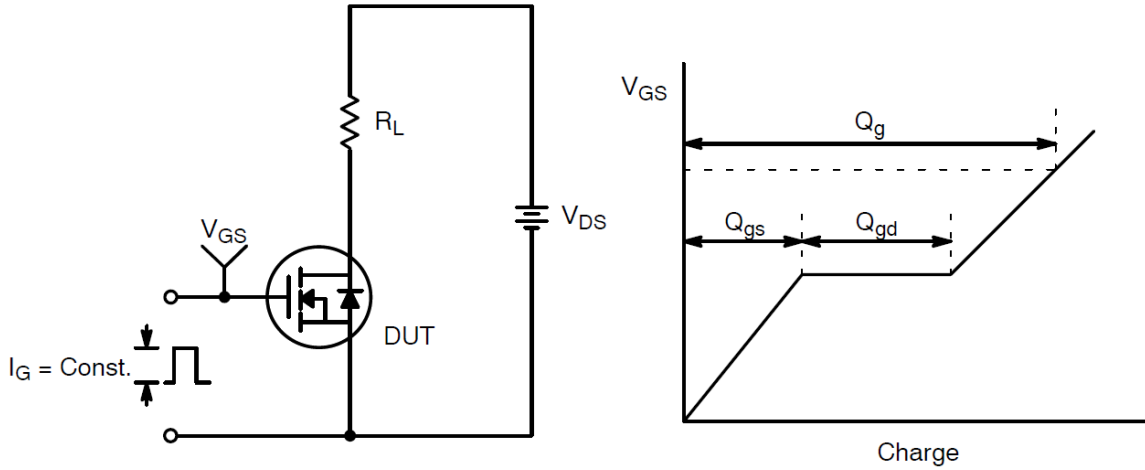 R_L
V_DS
V_GS
DUT
I_G = Const.
V_GS
Q_g
Q_gs
Q_gd
Charge